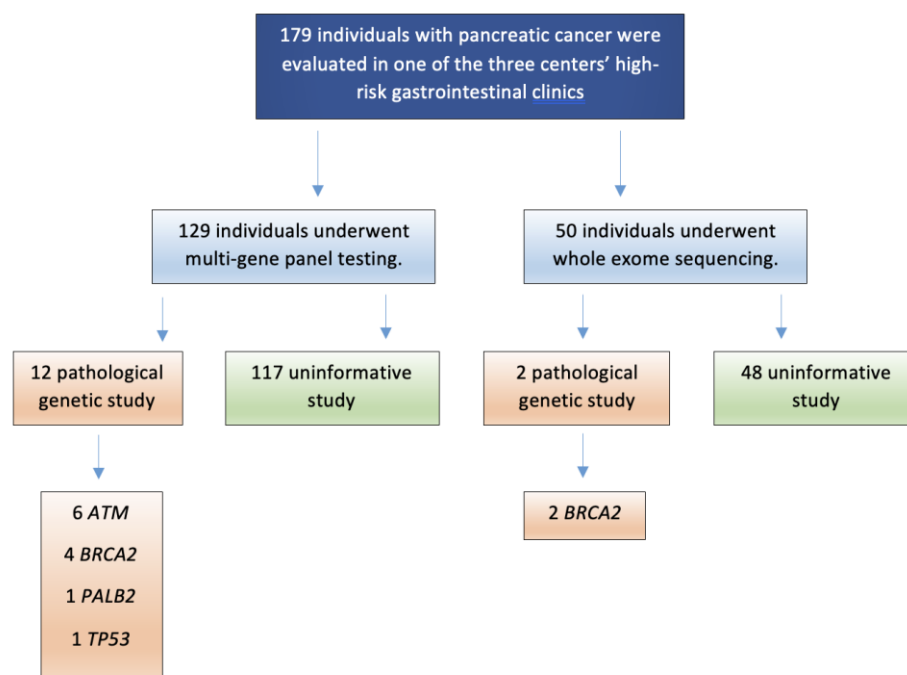 179 individuals with pancreatic cancer were
evaluated in one of the three centers’ high-
risk gastrointestinal clinics
129 individuals underwent
multi-gene panel testing.
50 individuals underwent
whole exome sequencing.
12 pathological
genetic study
117 uninformative
study
2 pathological
genetic study
48 uninformative
study
6 ATM
4 BRCA2
1 PALB2
1 TP53
2 BRCA2